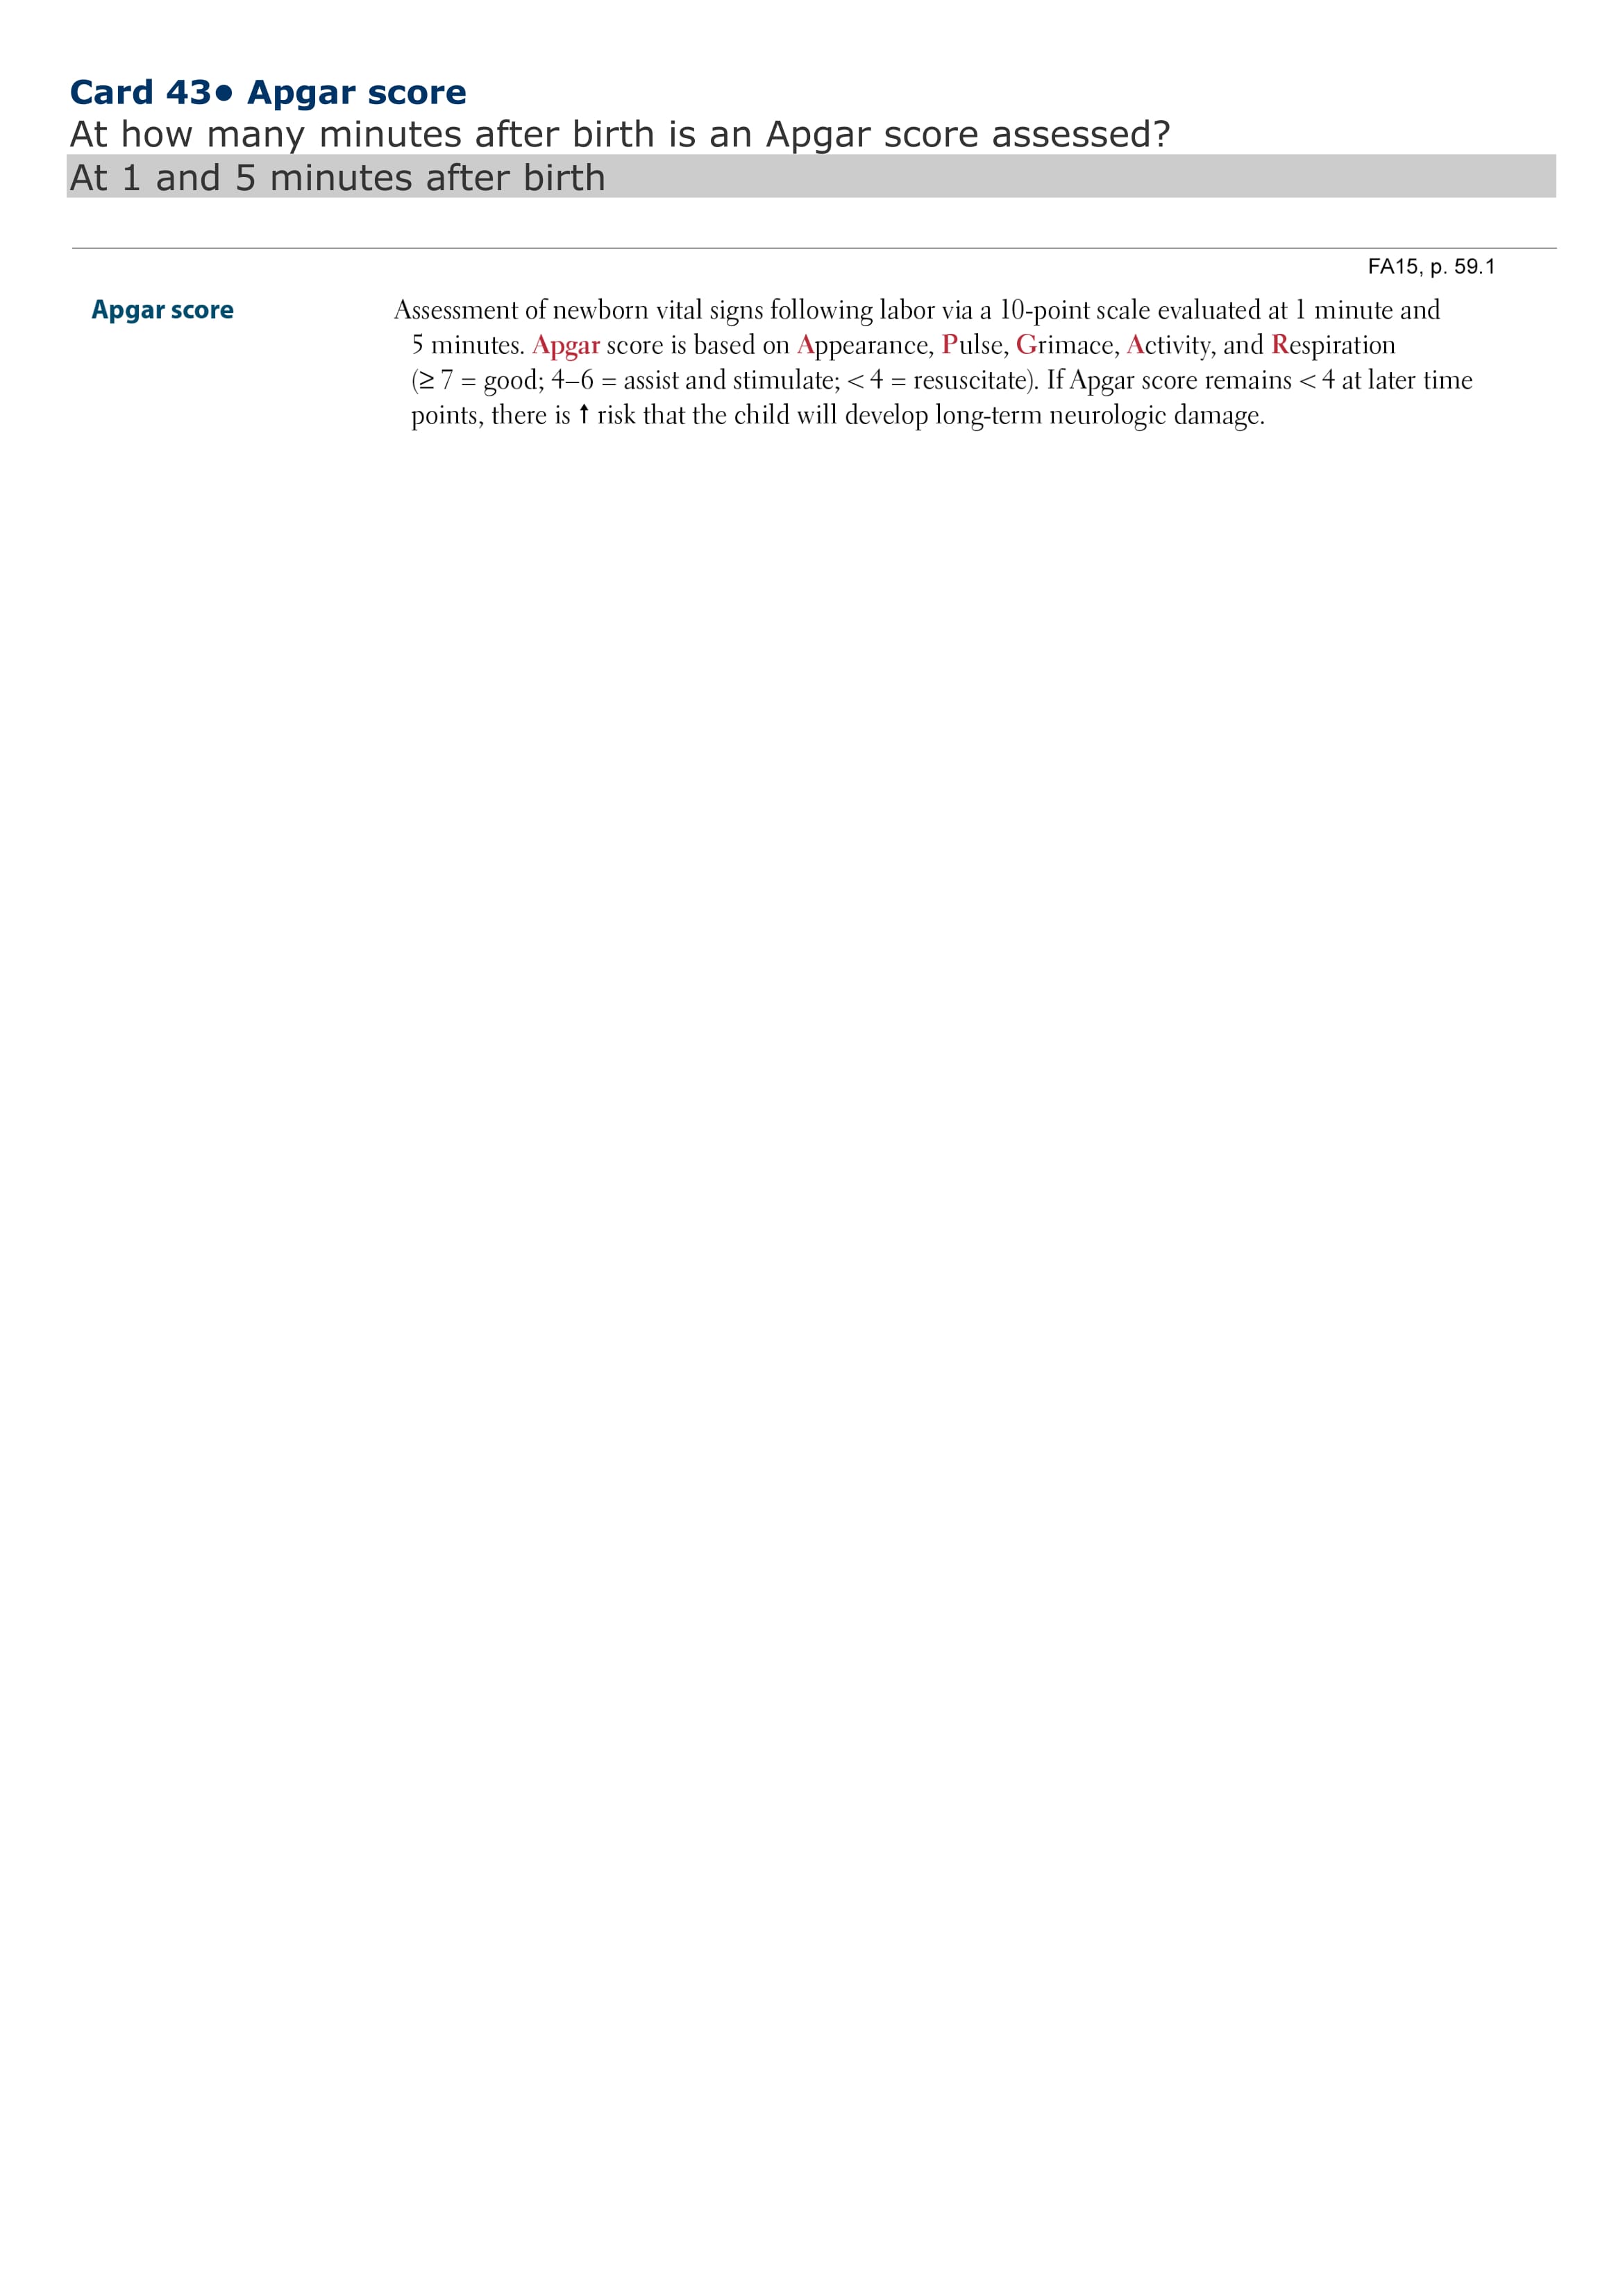 Card 43● Apgar score
At how many minutes after birth is an Apgar score assessed?
At 1 and 5 minutes after birth
FA15, p. 59.1
Apgar score
Assessment of newborn vital signs following labor via a 10-point scale evaluated at 1 minute and
5 minutes. Apgar score is based on Appearance, Pulse, Grimace, Activity, and Respiration
(≥ 7 = good; 4–6 = assist and stimulate; < 4 = resuscitate). If Apgar score remains < 4 at later time
points, there is ↑ risk that the child will develop long-term neurologic damage.